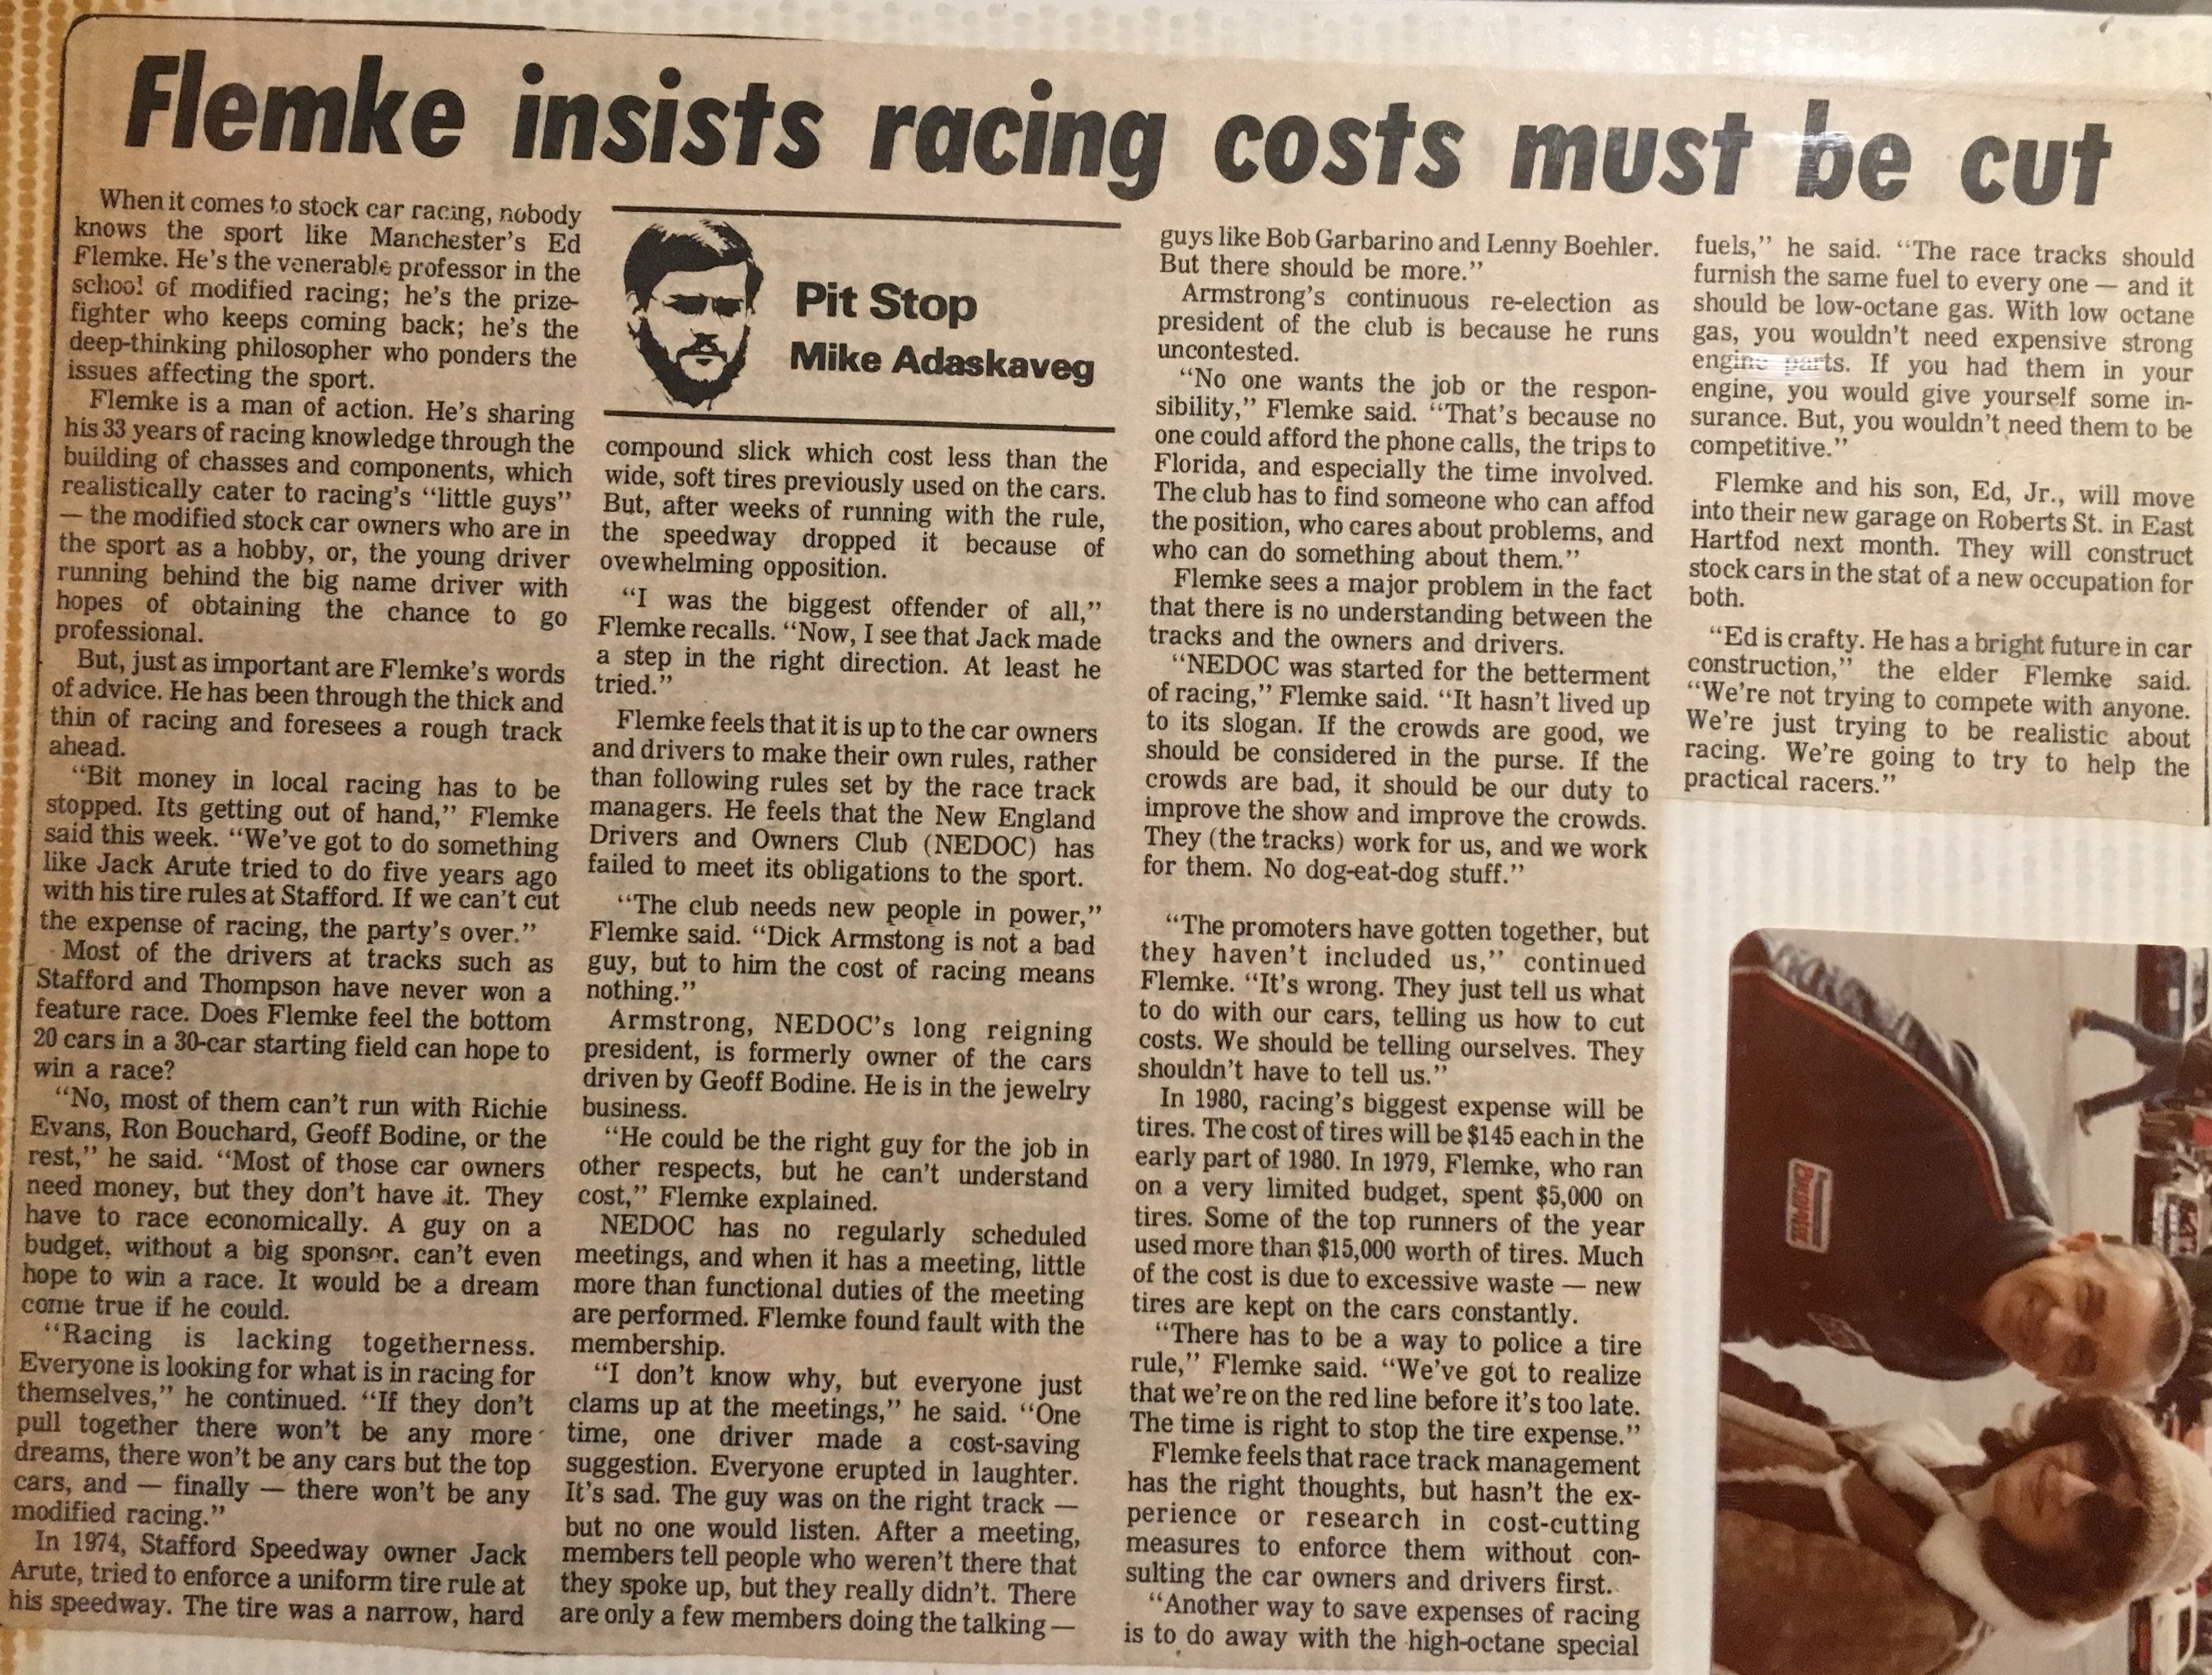 Flemke insists racing costs must be cut
When it comes to stock car racing, nobody
knows the sport like Manchester's Ed
Flemke. He's the venerable professor in the
school of modified racing; he's the prize-
fighter who keeps coming back; he's the
deep-thinking philosopher who ponders the
issues affecting the sport.
Flemke is a man of action. He's sharing
his 33 years of racing knowledge through the
building of chasses and components, which
realistically cater to racing's "little guys"
— the modified stock car owners who are in
the sport as a hobby, or, the young driver
running behind the big name driver with
hopes of obtaining the chance to go
professional.
But, just as important are Flemke's words
of advice. He has been through the thick and
thin of racing and foresees a rough track
ahead.
"Bit money in local racing has to be
stopped. Its getting out of hand," Flemke
said this week. "We've got to do something
like Jack Arute tried to do five years ago
with his tire rules at Stafford. If we can't cut
the expense of racing, the party's over."
Most of the drivers at tracks such as
Stafford and Thompson have never won a
feature race. Does Flemke feel the bottom
20 cars in a 30-car starting field can hope to
win a race?
"No, most of them can't run with Richie
Evans, Ron Bouchard, Geoff Bodine, or the
rest," he said. "Most of those car owners
need money, but they don't have it. They
have to race economically. A guy on a
budget, without a big sponsor, can't even
hope to win a race. It would be a dream
come true if he could.
"Racing is lacking togetherness.
Everyone is looking for what is in racing for
themselves," he continued. "If they don't
pull together there won't be any more
dreams, there won't be any cars but the top
cars, and — finally — there won't be any
modified racing."
In 1974, Stafford Speedway owner Jack
Arute, tried to enforce a uniform tire rule at
his speedway. The tire was a narrow, hard
Pit Stop
Mike Adaskaveg
compound slick which cost less than the
wide, soft tires previously used on the cars.
But, after weeks of running with the rule,
the speedway dropped it because of
ovewhelming opposition.
"I was the biggest offender of all,"
Flemke recalls. "Now, I see that Jack made
a step in the right direction. At least he
tried."
Flemke feels that it is up to the car owners
and drivers to make their own rules, rather
than following rules set by the race track
managers. He feels that the New England
Drivers and Owners Club (NEDOC) has
failed to meet its obligations to the sport.
"The club needs new people in power,"
Flemke said. "Dick Armstong is not a bad
guy, but to him the cost of racing means
nothing."
Armstrong, NEDOC's long reigning
president, is formerly owner of the cars
driven by Geoff Bodine. He is in the jewelry
business.
"He could be the right guy for the job in
other respects, but he can't understand
cost," Flemke explained.
NEDOC has no regularly scheduled
meetings, and when it has a meeting, little
more than functional duties of the meeting
are performed. Flemke found fault with the
membership.
"I don't know why, but everyone just
clams up at the meetings," he said. "One
time, one driver made a cost-saving
suggestion. Everyone erupted in laughter.
It's sad. The guy was on the right track —
but no one would listen. After a meeting,
members tell people who weren't there that
they spoke up, but they really didn't. There
are only a few members doing the talking —
guys like Bob Garbarino and Lenny Boehler.
But there should be more."
Armstrong's continuous re-election as
president of the club is because he runs
uncontested.
"No one wants the job or the respon-
sibility," Flemke said. "That's because no
one could afford the phone calls, the trips to
Florida, and especially the time involved.
The club has to find someone who can affod
the position, who cares about problems, and
who can do something about them."
Flemke sees a major problem in the fact
that there is no understanding between the
tracks and the owners and drivers.
"NEDOC was started for the betterment
of racing," Flemke said. "It hasn't lived up
to its slogan. If the crowds are good, we
should be considered in the purse. If the
crowds are bad, it should be our duty to
improve the show and improve the crowds.
They (the tracks) work for us, and we work
for them. No dog-eat-dog stuff."
"The promoters have gotten together, but
they haven't included us," continued
Flemke. "It's wrong. They just tell us what
to do with our cars, telling us how to cut
costs. We should be telling ourselves. They
shouldn't have to tell us."
In 1980, racing's biggest expense will be
tires. The cost of tires will be $145 each in the
early part of 1980. In 1979, Flemke, who ran
on a very limited budget, spent $5,000 on
tires. Some of the top runners of the year
used more than $15,000 worth of tires. Much
of the cost is due to excessive waste — new
tires are kept on the cars constantly.
"There has to be a way to police a tire
rule," Flemke said. "We've got to realize
that we're on the red line before it's too late.
The time is right to stop the tire expense."
Flemke feels that race track management
has the right thoughts, but hasn't the ex-
perience or research in cost-cutting
measures to enforce them without con-
sulting the car owners and drivers first.
"Another way to save expenses of racing
is to do away with the high-octane special
fuels," he said. "The race tracks should
furnish the same fuel to every one — and it
should be low-octane gas. With low octane
gas, you wouldn't need expensive strong
engine parts. If you had them in your
engine, you would give yourself some in-
surance. But, you wouldn't need them to be
competitive."
Flemke and his son, Ed, Jr., will move
into their new garage on Roberts St. in East
Hartfod next month. They will construct
stock cars in the stat of a new occupation for
both.
"Ed is crafty. He has a bright future in car
construction," the elder Flemke said.
"We're not trying to compete with anyone.
We're just trying to be realistic about
racing. We're going to try to help the
practical racers."